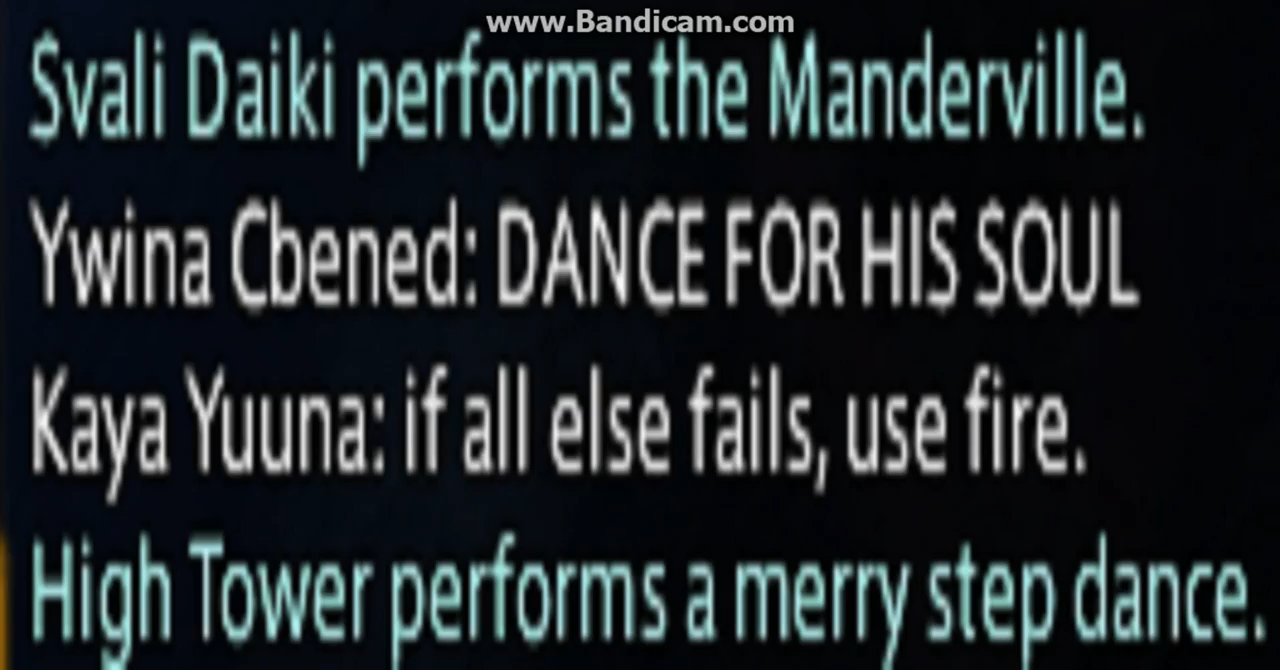 www.Bandicam.com
Svali Daiki performs the Manderville.
Ywina Cbened: DANCE FOR HIS SOUL
Kaya Yuuna: if all else fails, use fire.
High Tower performs a merry step dance.